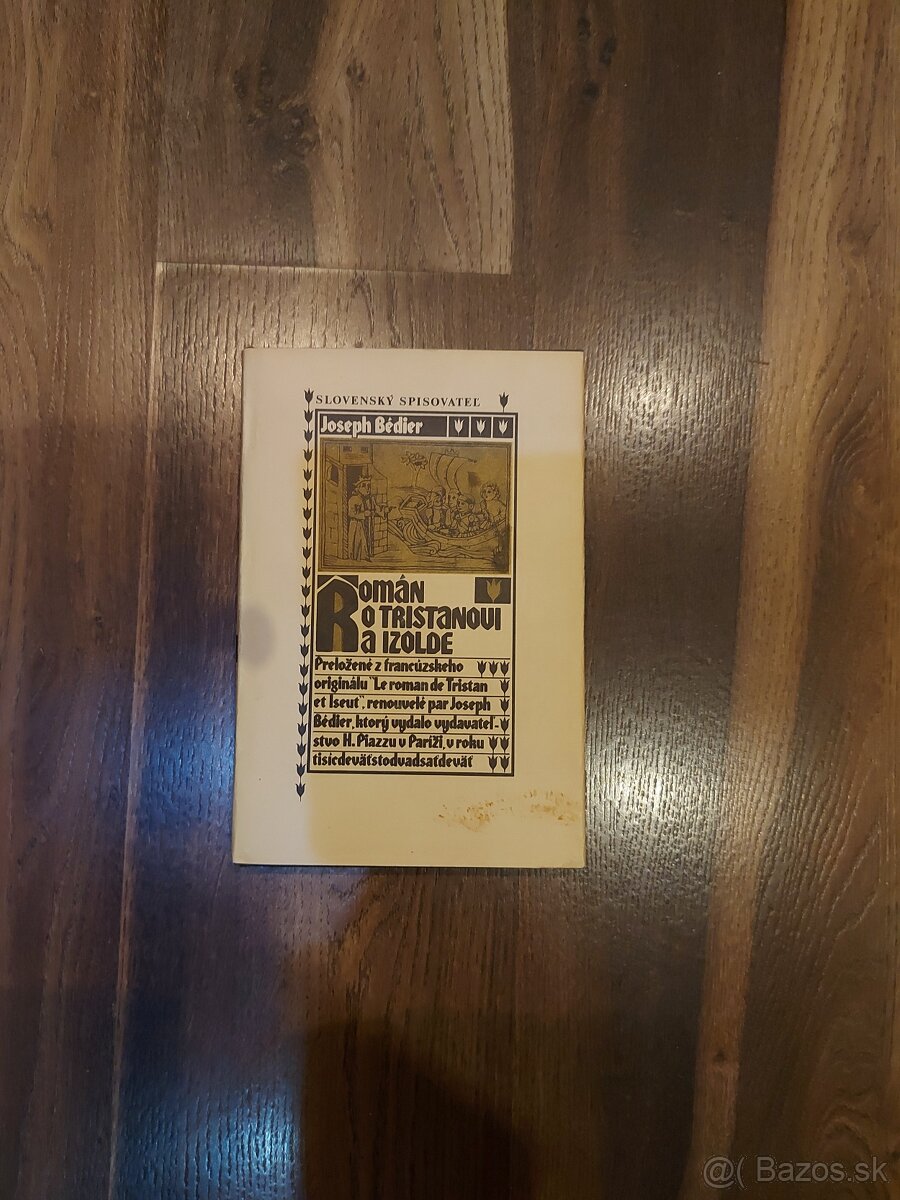 SLOVENSKÝ SPISOVATEĽ
Joseph Bédier
Román
o Tristanovi
a Izolde
Preložené z francúzskeho
originálu "Le roman de Tristan
et Iseut", renouvelé par Joseph
Bédier, ktorý vydalo vydavateľ-
stvo H. Piazzu v Paríži, v roku
tisícdeväťstodvadsaťdeväť
@( Bazos.sk